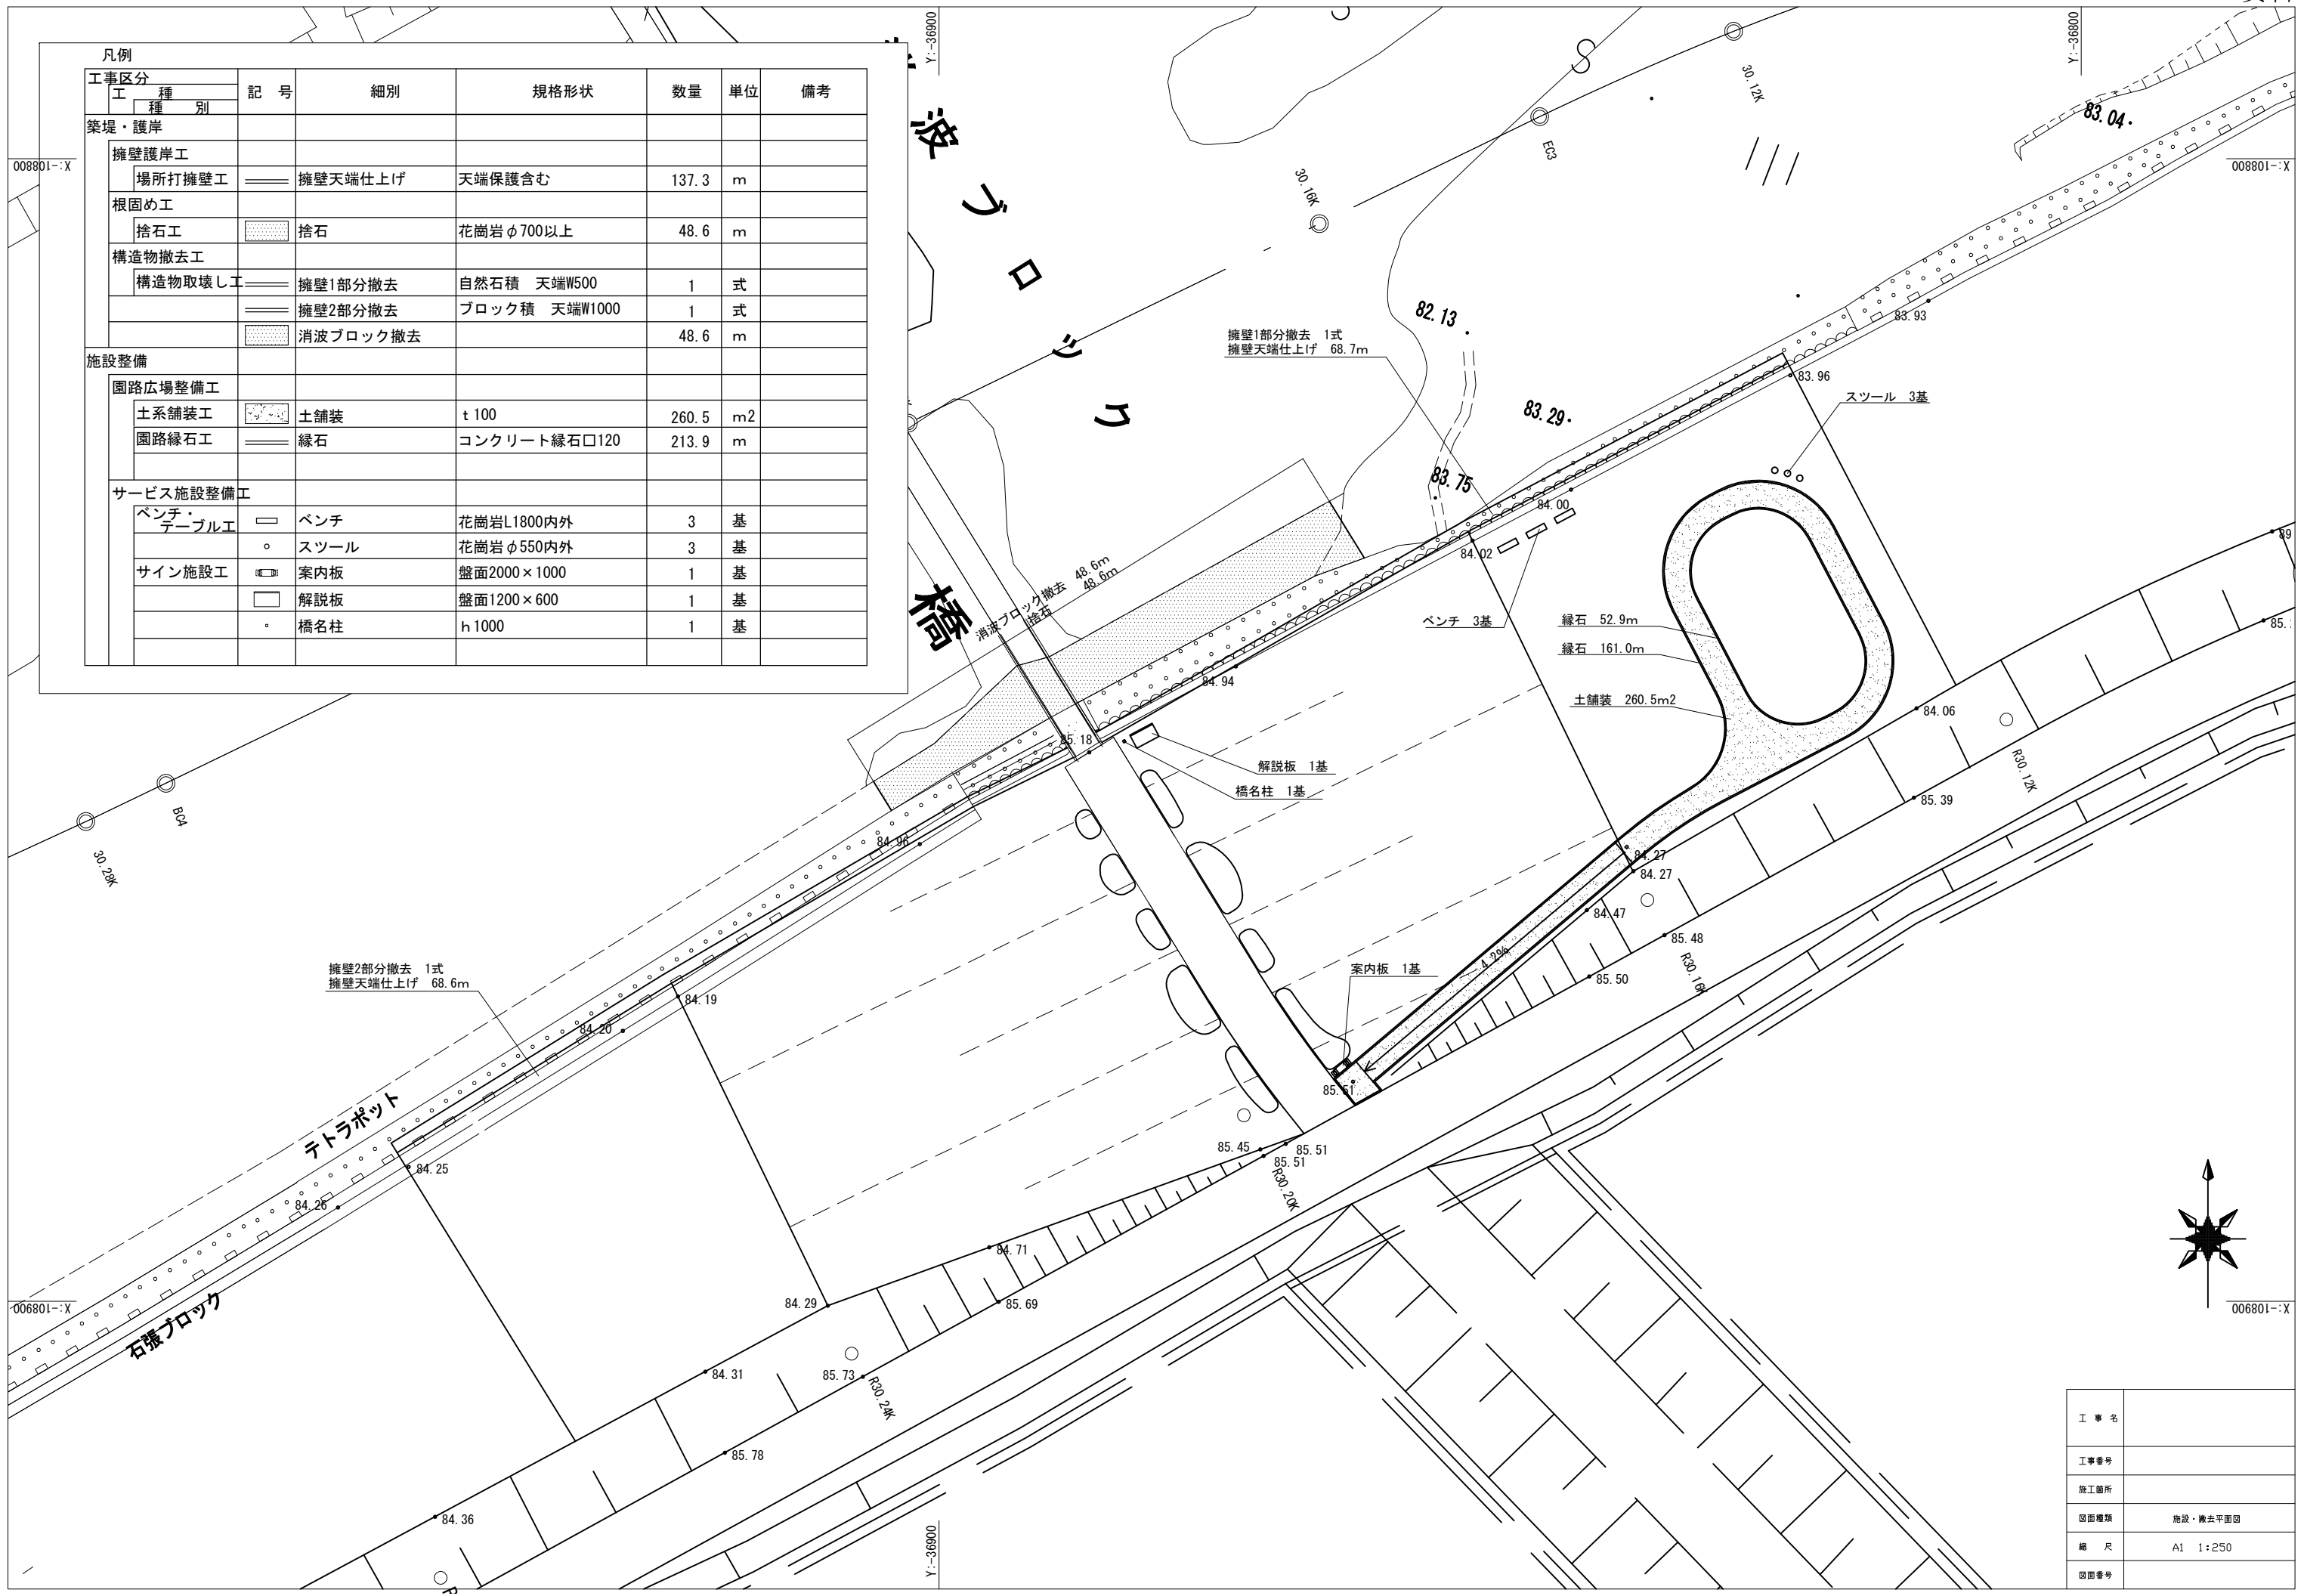 凡例
工事区分
工　種
種　別
記　号　細別　規格形状　数量　単位　備考
築堤・護岸
擁壁護岸工
場所打擁壁工　擁壁天端仕上げ　天端保護含む　137.3　m
根固め工
捨石工　捨石　花崗岩φ700以上　48.6　m
構造物撤去工
構造物取壊し工　擁壁1部分撤去　自然石積　天端W500　1　式
擁壁2部分撤去　ブロック積　天端W1000　1　式
消波ブロック撤去　48.6　m
施設整備
園路広場整備工
土系舗装工　土舗装　t100　260.5　m2
園路縁石工　縁石　コンクリート縁石口120　213.9　m
サービス施設整備工
ベンチ・
テーブル工　ベンチ　花崗岩L1800内外　3　基
スツール　花崗岩φ550内外　3　基
サイン施設工　案内板　盤面2000×1000　1　基
解説板　盤面1200×600　1　基
橋名柱　h1000　1　基
Y:-36900
Y:-36800
X:-108800
X:-108800
波ブロック
橋
30.12K
EC3
30.16K
83.04
82.13
83.29
83.75
83.93
83.96
擁壁1部分撤去　1式
擁壁天端仕上げ　68.7m
スツール　3基
84.00
84.02
ベンチ　3基
縁石　52.9m
縁石　161.0m
土舗装　260.5m2
消波ブロック撤去　48.6m
捨石　48.6m
84.94
85.18
解説板　1基
橋名柱　1基
84.06
R30.12K
85.39
84.96
84.27
84.27
84.47
85.48
R30.16K
85.50
4.2%
案内板　1基
85.51
BC4
30.28K
擁壁2部分撤去　1式
擁壁天端仕上げ　68.6m
84.19
84.20
テトラポット
84.25
84.26
石張ブロック
85.45
85.51
85.51
R30.20K
84.71
84.29
85.69
84.31
85.73
R30.24K
85.78
84.36
X:-108900
X:-108900
Y:-36900
工事名
工事番号
施工箇所
図面種類　施設・撤去平面図
縮　尺　A1　1:250
図面番号